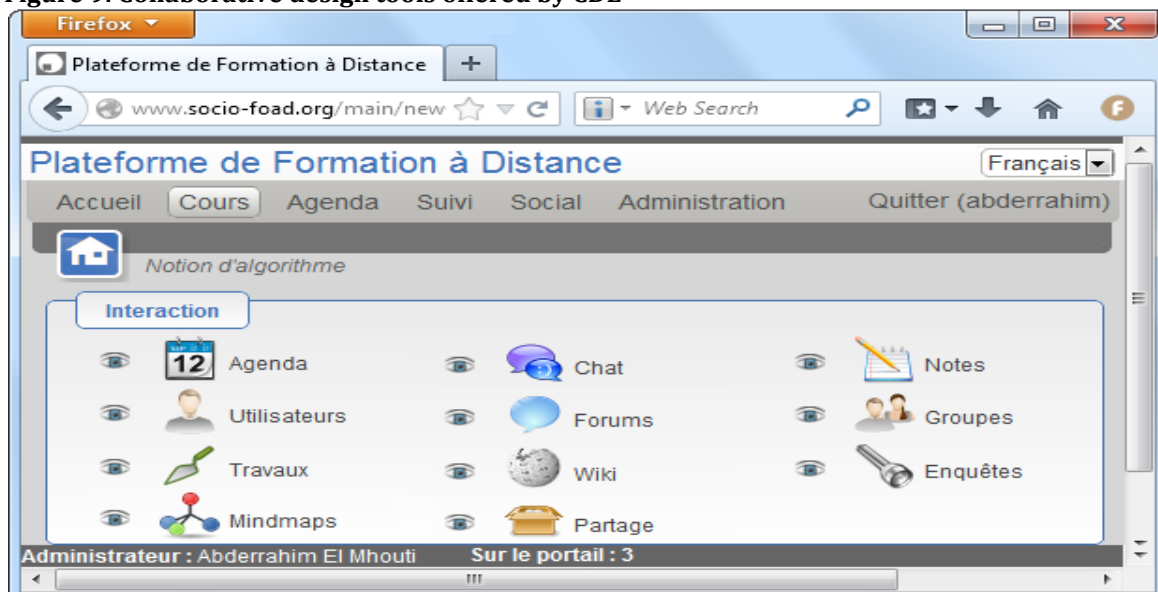 Figure 9: Collaborative design tools offered by CDL
Firefox
Plateforme de Formation à Distance +
www.socio-foad.org/main/new Web Search
Plateforme de Formation à Distance Français
Accueil Cours Agenda Suivi Social Administration Quitter (abderrahim)
Notion d'algorithme
Interaction
12 Agenda Chat Notes
Utilisateurs Forums Groupes
Travaux Wiki Enquêtes
Mindmaps Partage
Administrateur : Abderrahim El Mhouti Sur le portail : 3